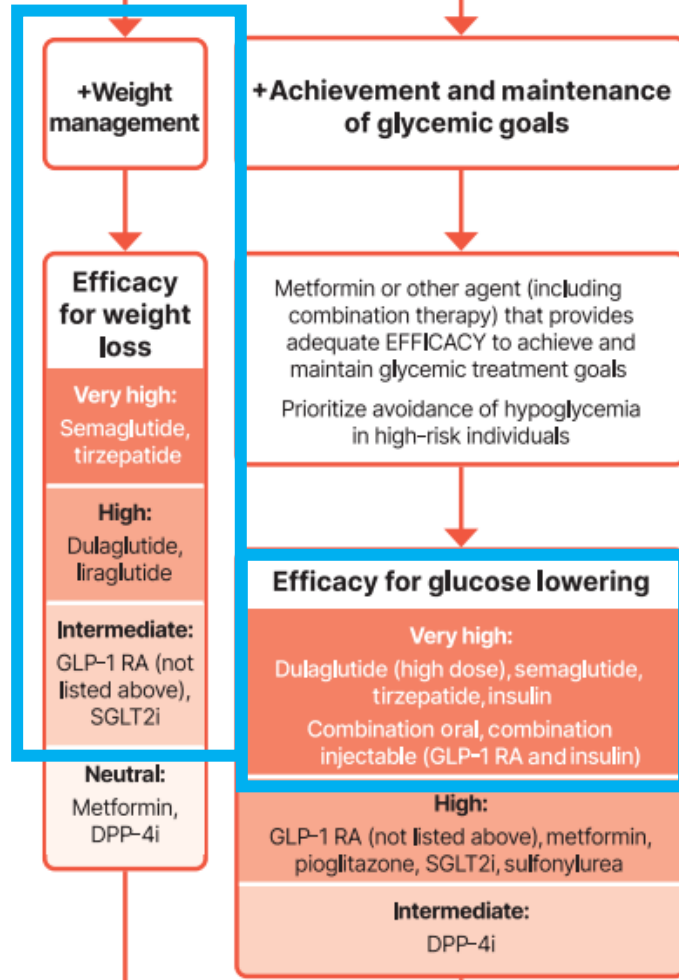 +Weight
management
Efficacy
for weight
loss
Very high:
Semaglutide,
tirzepatide
High:
Dulaglutide,
liraglutide
Intermediate:
GLP-1 RA (not
listed above),
SGLT2i
Neutral:
Metformin,
DPP-4i
+Achievement and maintenance
of glycemic goals
Metformin or other agent (including
combination therapy) that provides
adequate EFFICACY to achieve and
maintain glycemic treatment goals
Prioritize avoidance of hypoglycemia
in high-risk individuals
Efficacy for glucose lowering
Very high:
Dulaglutide (high dose), semaglutide,
tirzepatide, insulin
Combination oral, combination
injectable (GLP-1 RA and insulin)
High:
GLP-1 RA (not listed above), metformin,
pioglitazone, SGLT2i, sulfonylurea
Intermediate:
DPP-4i